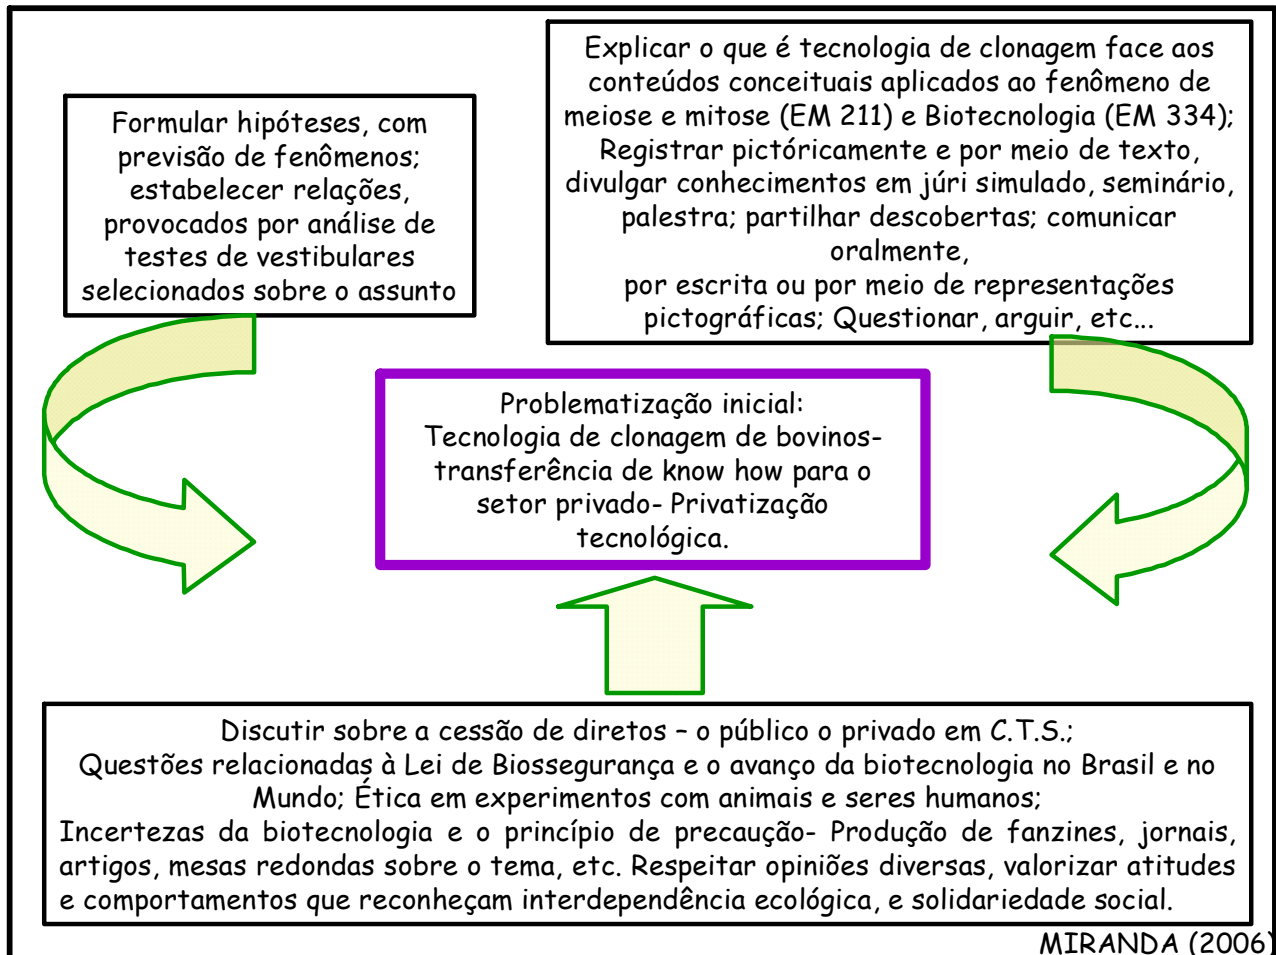 Formular hipóteses, com
previsão de fenômenos;
estabelecer relações,
provocados por análise de
testes de vestibulares
selecionados sobre o assunto
Explicar o que é tecnologia de clonagem face aos
conteúdos conceituais aplicados ao fenômeno de
meiose e mitose (EM 211) e Biotecnologia (EM 334);
Registrar pictóricamente e por meio de texto,
divulgar conhecimentos em júri simulado, seminário,
palestra; partilhar descobertas; comunicar
oralmente,
por escrita ou por meio de representações
pictográficas; Questionar, arguir, etc...
Problematização inicial:
Tecnologia de clonagem de bovinos-
transferência de know how para o
setor privado- Privatização
tecnológica.
Discutir sobre a cessão de diretos – o público o privado em C.T.S.;
Questões relacionadas à Lei de Biossegurança e o avanço da biotecnologia no Brasil e no
Mundo; Ética em experimentos com animais e seres humanos;
Incertezas da biotecnologia e o princípio de precaução- Produção de fanzines, jornais,
artigos, mesas redondas sobre o tema, etc. Respeitar opiniões diversas, valorizar atitudes
e comportamentos que reconheçam interdependência ecológica, e solidariedade social.
MIRANDA (2006)